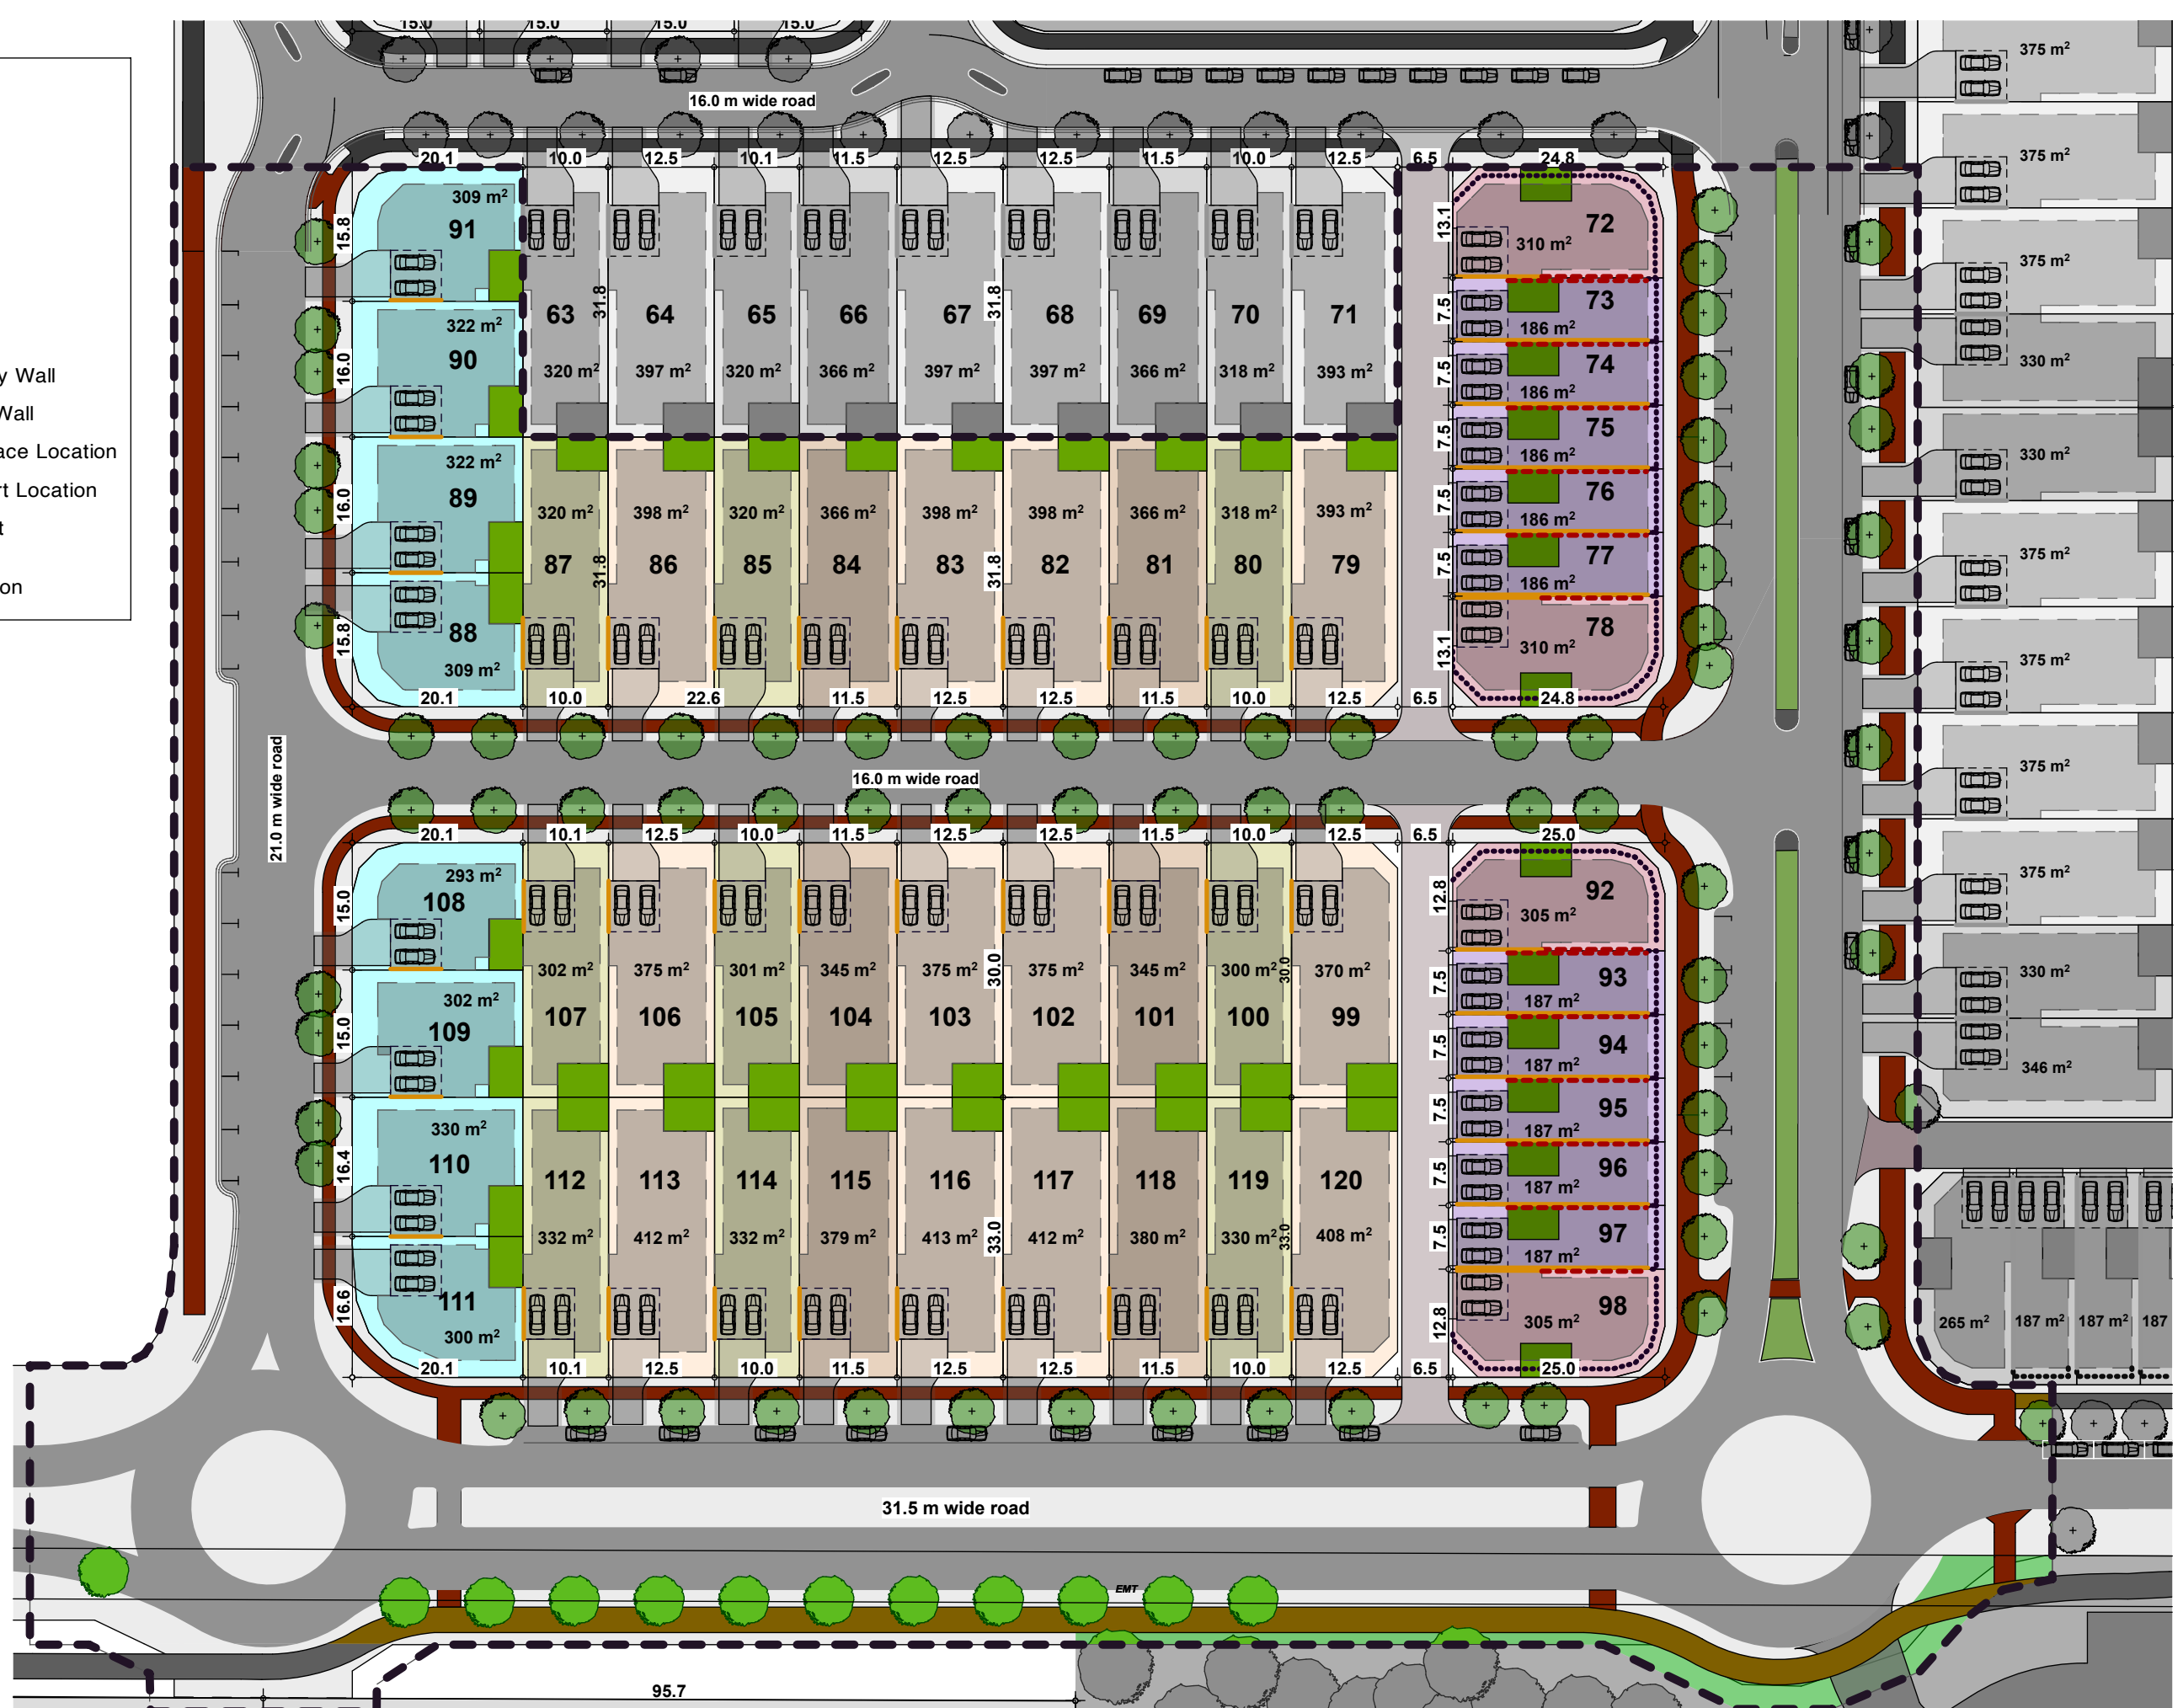 15.0 15.0 15.0 15.0
16.0 m wide road
y Wall
Wall
ace Location
rt Location
t
on
20.1 10.0 12.5 10.1 11.5 12.5 12.5 11.5 10.0 12.5 6.5 24.8
309 m²
91
15.8
322 m²
90
16.0
322 m²
89
16.0
88
309 m²
15.8
63 64 65 66 67 68 69 70 71
31.8 31.8
320 m² 397 m² 320 m² 366 m² 397 m² 397 m² 366 m² 318 m² 393 m²
320 m² 398 m² 320 m² 366 m² 398 m² 398 m² 366 m² 318 m² 393 m²
87 86 85 84 83 82 81 80 79
31.8 31.8
72
310 m²
13.1
73
186 m²
7.5
74
186 m²
7.5
75
186 m²
7.5
76
186 m²
7.5
77
186 m²
7.5
78
310 m²
13.1
20.1 10.0 22.6 11.5 12.5 12.5 11.5 10.0 12.5 6.5 24.8
21.0 m wide road
16.0 m wide road
20.1 10.1 12.5 10.0 11.5 12.5 12.5 11.5 10.0 12.5 6.5 25.0
293 m²
108
15.0
302 m²
109
15.0
330 m²
110
16.4
111
300 m²
16.6
302 m² 375 m² 301 m² 345 m² 375 m² 375 m² 345 m² 300 m² 370 m²
30.0 30.0
107 106 105 104 103 102 101 100 99
112 113 114 115 116 117 118 119 120
332 m² 412 m² 332 m² 379 m² 413 m² 412 m² 380 m² 330 m² 408 m²
33.0 33.0
92
305 m²
12.8
93
187 m²
7.5
94
187 m²
7.5
95
187 m²
7.5
96
187 m²
7.5
97
187 m²
7.5
98
305 m²
12.8
20.1 10.1 12.5 10.0 11.5 12.5 12.5 11.5 10.0 12.5 6.5 25.0
375 m²
375 m²
375 m²
330 m²
330 m²
375 m²
375 m²
375 m²
375 m²
330 m²
346 m²
265 m² 187 m² 187 m² 187
31.5 m wide road
EMT
95.7